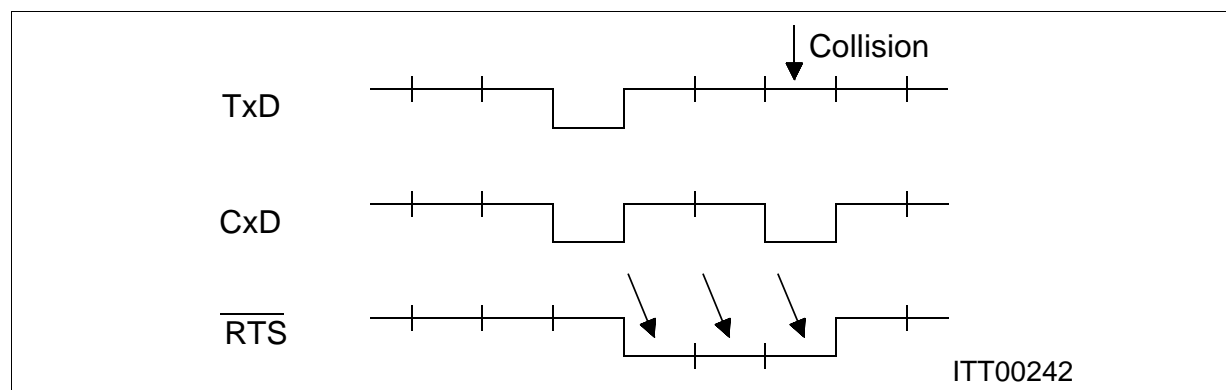 Collision
TxD
CxD
RTS
ITT00242